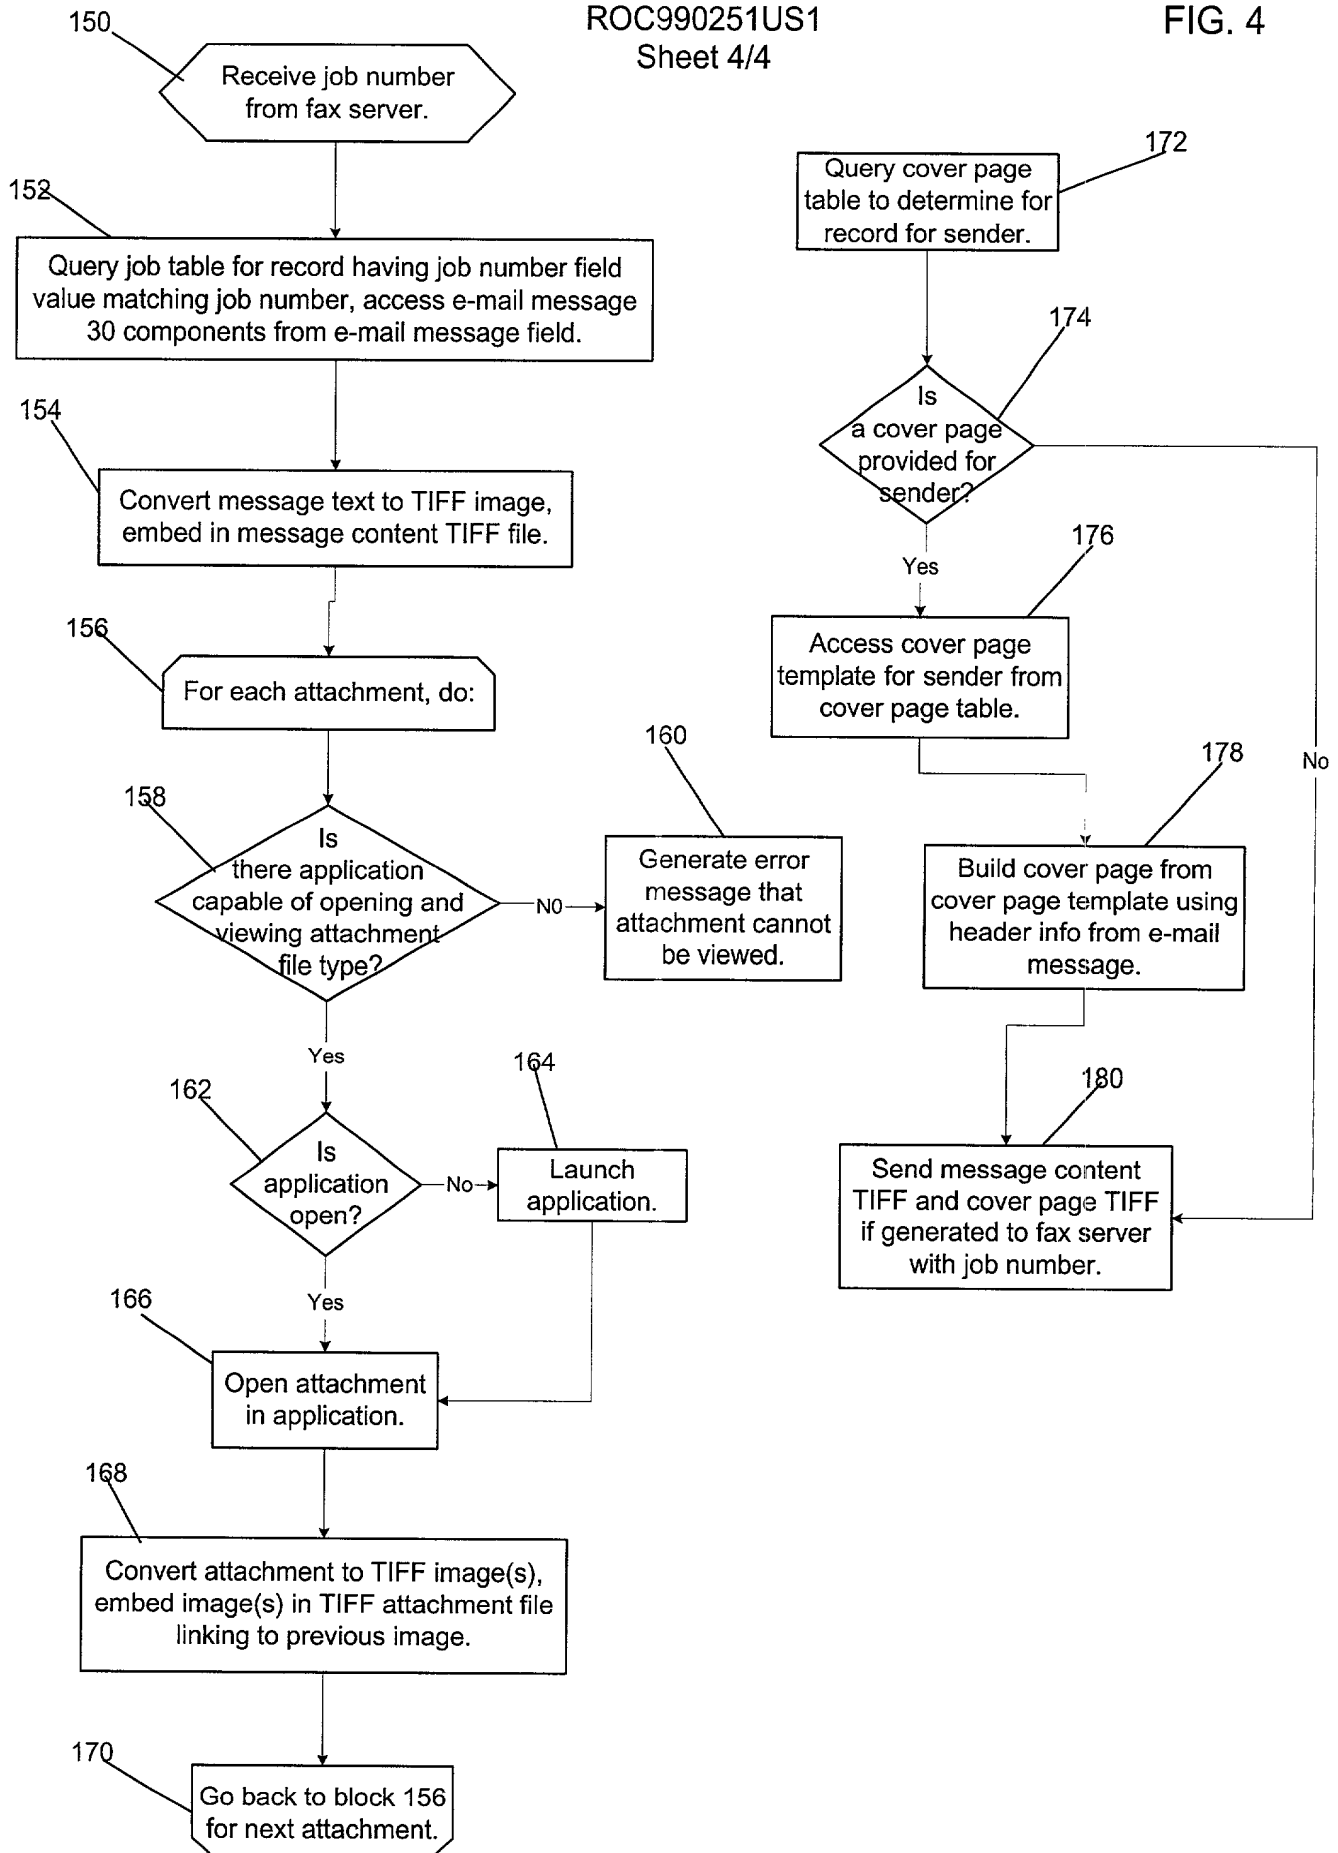 ROC990251US1
Sheet 4/4
FIG. 4
150
Receive job number
from fax server.
152
Query job table for record having job number field
value matching job number, access e-mail message
30 components from e-mail message field.
154
Convert message text to TIFF image,
embed in message content TIFF file.
156
For each attachment, do:
158
Is
there application
capable of opening and
viewing attachment
file type?
N0
160
Generate error
message that
attachment cannot
be viewed.
Yes
162
Is
application
open?
No
164
Launch
application.
Yes
166
Open attachment
in application.
168
Convert attachment to TIFF image(s),
embed image(s) in TIFF attachment file
linking to previous image.
170
Go back to block 156
for next attachment.
172
Query cover page
table to determine for
record for sender.
174
Is
a cover page
provided for
sender?
Yes
No
176
Access cover page
template for sender from
cover page table.
178
Build cover page from
cover page template using
header info from e-mail
message.
180
Send message content
TIFF and cover page TIFF
if generated to fax server
with job number.